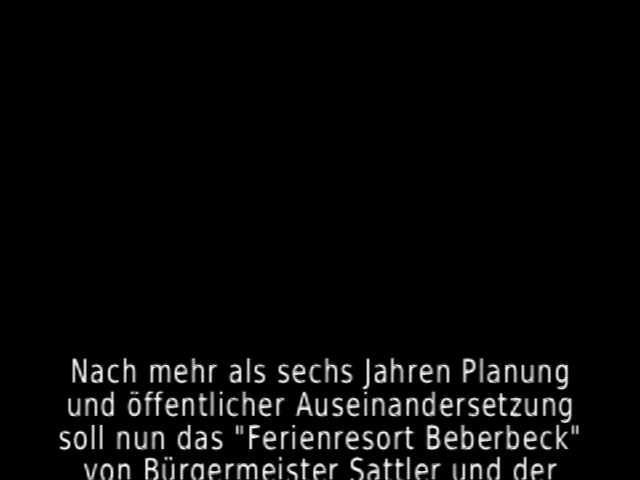 Nach mehr als sechs Jahren Planung
und öffentlicher Auseinandersetzung
soll nun das "Ferienresort Beberbeck"
von Bürgermeister Sattler und der